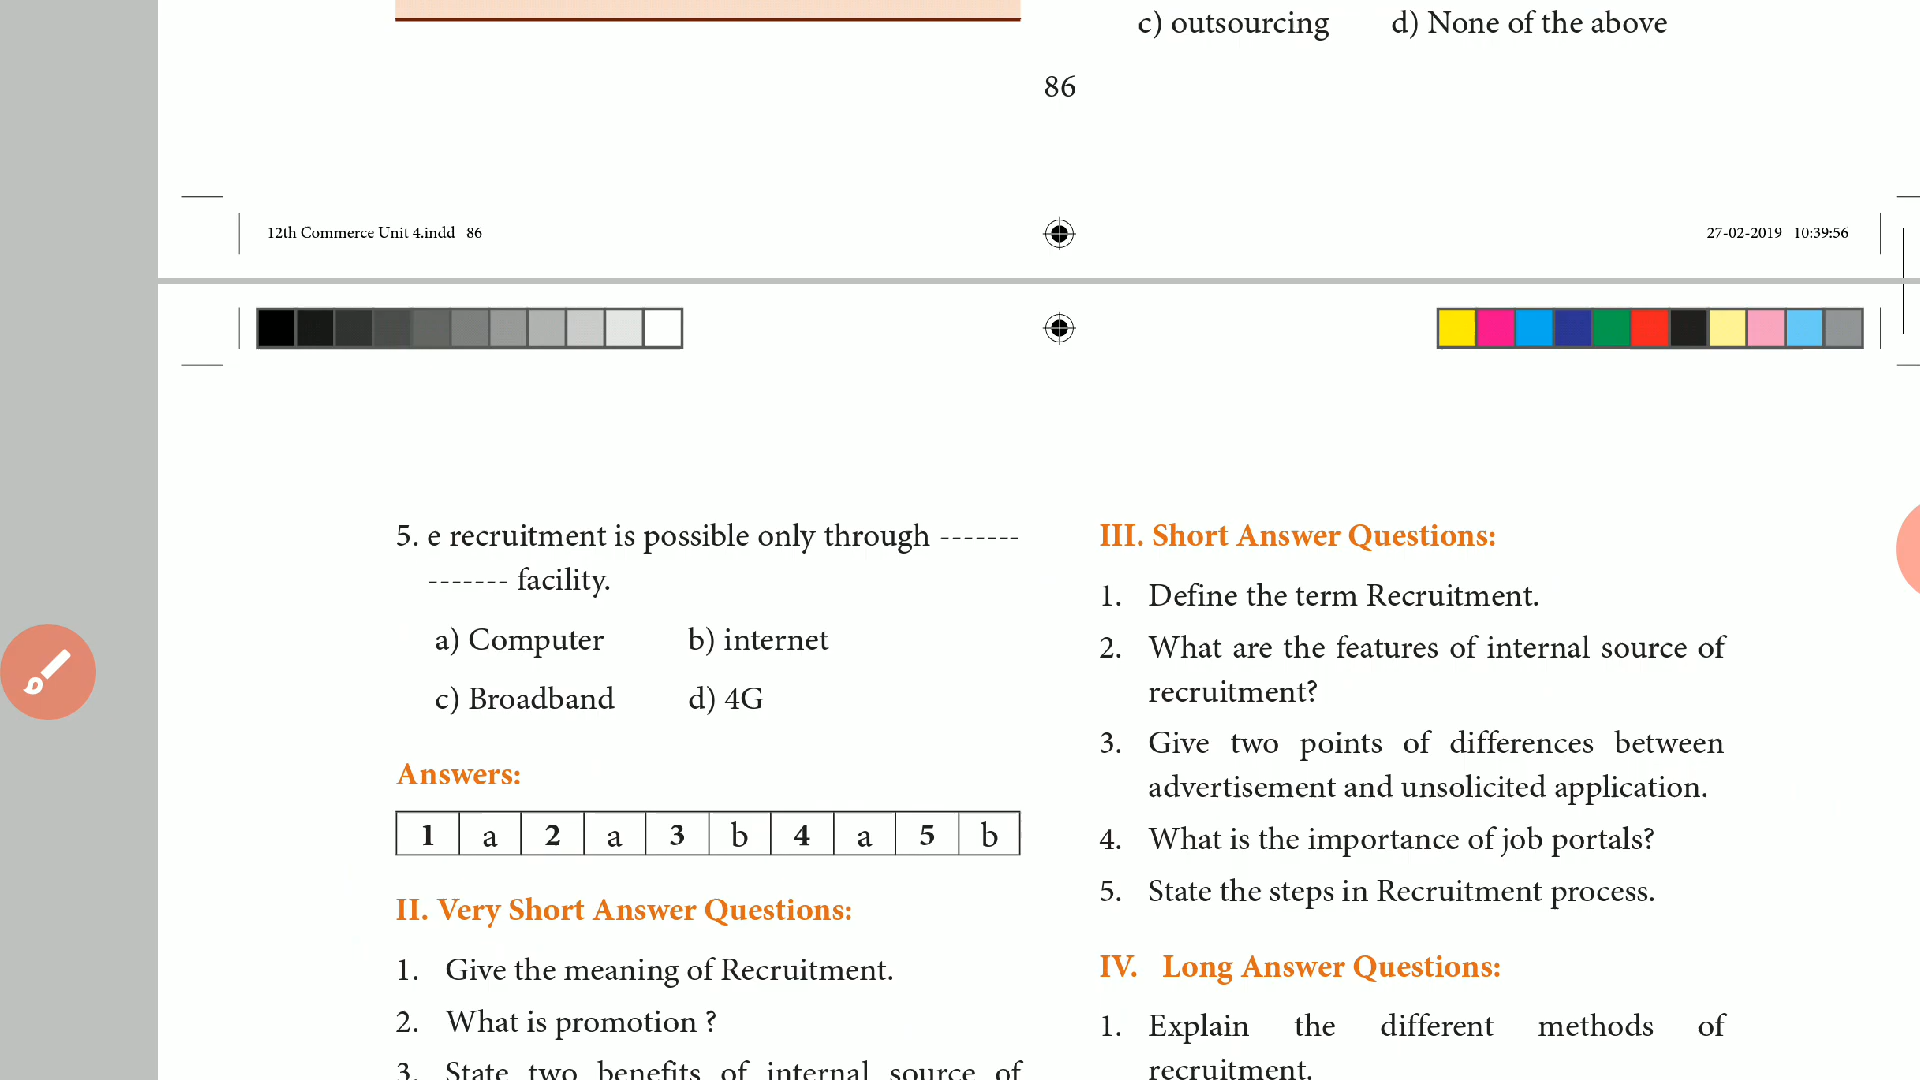 c) outsourcing d) None of the above
86
12th Commerce Unit 4.indd 86
27-02-2019 10:39:56
5. e recruitment is possible only through -------
------- facility.
a) Computer b) internet
c) Broadband d) 4G
Answers:
1 a 2 a 3 b 4 a 5 b
II. Very Short Answer Questions:
1. Give the meaning of Recruitment.
2. What is promotion ?
3. State two benefits of internal source of
III. Short Answer Questions:
1. Define the term Recruitment.
2. What are the features of internal source of
recruitment?
3. Give two points of differences between
advertisement and unsolicited application.
4. What is the importance of job portals?
5. State the steps in Recruitment process.
IV. Long Answer Questions:
1. Explain the different methods of
recruitment.